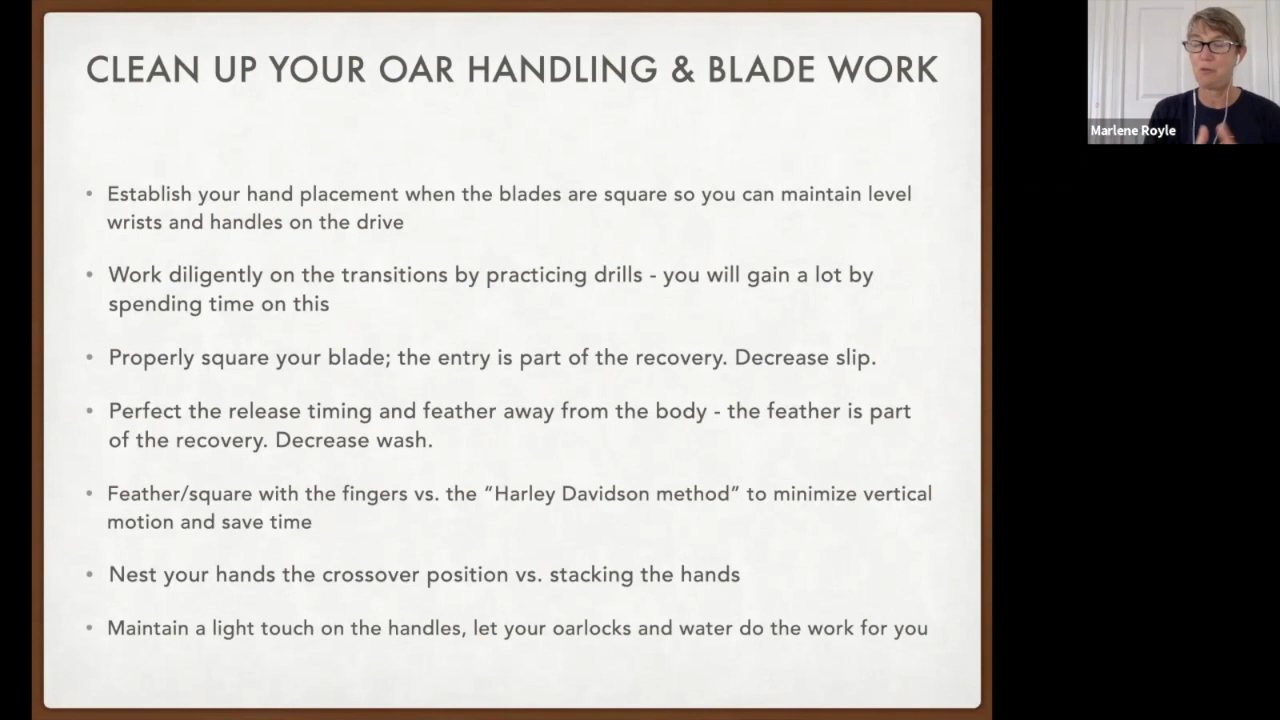 CLEAN UP YOUR OAR HANDLING & BLADE WORK
Marlene Royle
• Establish your hand placement when the blades are square so you can maintain level
wrists and handles on the drive
• Work diligently on the transitions by practicing drills - you will gain a lot by
spending time on this
• Properly square your blade; the entry is part of the recovery. Decrease slip.
• Perfect the release timing and feather away from the body - the feather is part
of the recovery. Decrease wash.
• Feather/square with the fingers vs. the “Harley Davidson method” to minimize vertical
motion and save time
• Nest your hands the crossover position vs. stacking the hands
• Maintain a light touch on the handles, let your oarlocks and water do the work for you